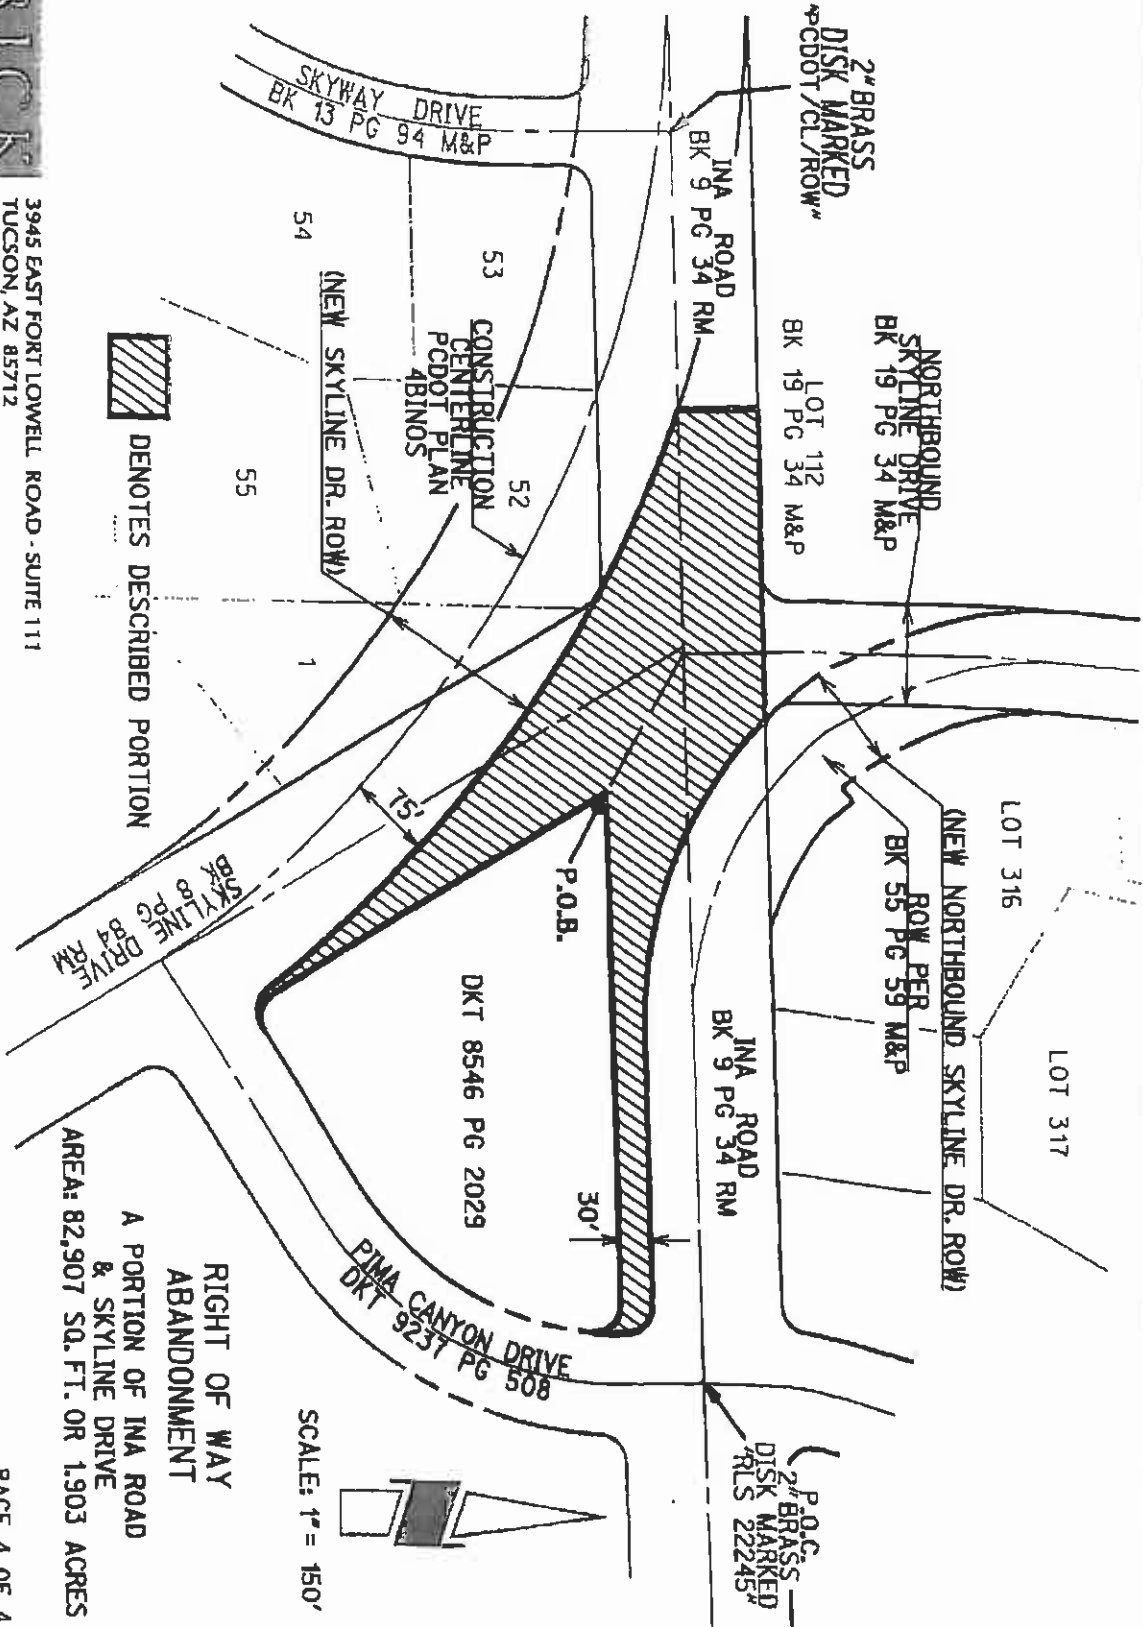 2" BRASS
DISK MARKED
"PCDOT/CL/ROW"
SKYWAY DRIVE
BK 13 PG 94 M&P
INA ROAD
BK 9 PG 34 RM
NORTHBOUND
SKYLINE DRIVE
BK 19 PG 34 M&P
LOT 112
BK 19 PG 34 M&P
LOT 316
LOT 317
(NEW NORTHBOUND SKYLINE DR. ROW)
ROW PER
BK 55 PG 59 M&P
INA ROAD
BK 9 PG 34 RM
P.O.C.
2" BRASS
DISK MARKED
"RLS 22245"
53
54
CONSTRUCTION
CENTERLINE
PCDOT PLAN
4BINOS
52
(NEW SKYLINE DR. ROW)
55
1
75'
P.O.B.
30'
DKT 8546 PG 2029
SKYLINE DRIVE
BK 8 PG 84 RM
PIMA CANYON DRIVE
DKT 9237 PG 508
DENOTES DESCRIBED PORTION
SCALE: 1" = 150'
RIGHT OF WAY
ABANDONMENT
A PORTION OF INA ROAD
& SKYLINE DRIVE
AREA: 82,907 SQ. FT. OR 1.903 ACRES
RICK
3945 EAST FORT LOWELL ROAD - SUITE 111
TUCSON, AZ 85712
PAGE 4 OF 4